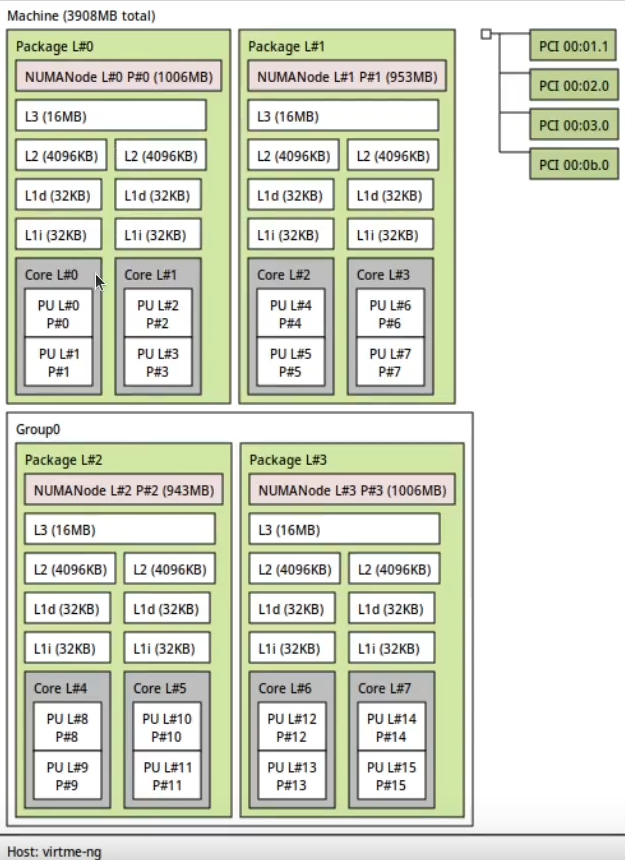 Machine (3908MB total)
Package L#0
NUMANode L#0 P#0 (1006MB)
L3 (16MB)
L2 (4096KB) L2 (4096KB)
L1d (32KB) L1d (32KB)
L1i (32KB) L1i (32KB)
Core L#0 Core L#1
PU L#0 PU L#2
P#0 P#2
PU L#1 PU L#3
P#1 P#3
Package L#1
NUMANode L#1 P#1 (953MB)
L3 (16MB)
L2 (4096KB) L2 (4096KB)
L1d (32KB) L1d (32KB)
L1i (32KB) L1i (32KB)
Core L#2 Core L#3
PU L#4 PU L#6
P#4 P#6
PU L#5 PU L#7
P#5 P#7
PCI 00:01.1
PCI 00:02.0
PCI 00:03.0
PCI 00:0b.0
Group0
Package L#2
NUMANode L#2 P#2 (943MB)
L3 (16MB)
L2 (4096KB) L2 (4096KB)
L1d (32KB) L1d (32KB)
L1i (32KB) L1i (32KB)
Core L#4 Core L#5
PU L#8 PU L#10
P#8 P#10
PU L#9 PU L#11
P#9 P#11
Package L#3
NUMANode L#3 P#3 (1006MB)
L3 (16MB)
L2 (4096KB) L2 (4096KB)
L1d (32KB) L1d (32KB)
L1i (32KB) L1i (32KB)
Core L#6 Core L#7
PU L#12 PU L#14
P#12 P#14
PU L#13 PU L#15
P#13 P#15
Host: virtme-ng